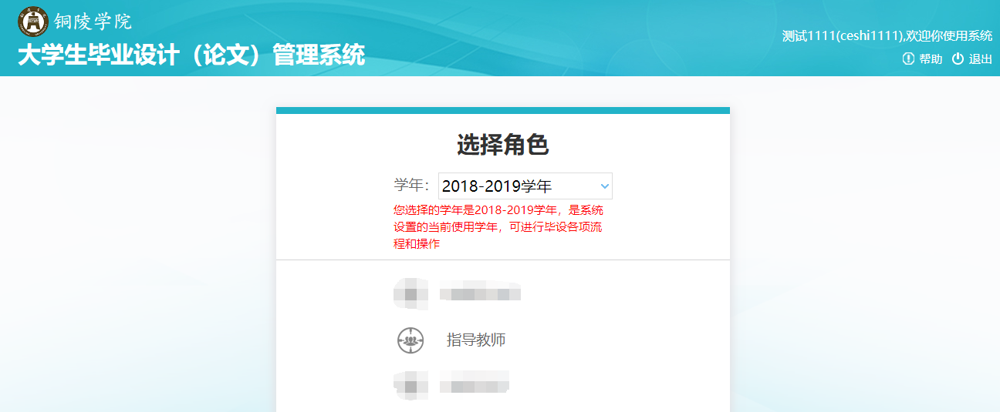 铜陵学院
大学生毕业设计（论文）管理系统
测试1111(ceshi1111),欢迎你使用系统
帮助 退出
选择角色
学年： 2018-2019学年
您选择的学年是2018-2019学年，是系统
设置的当前使用学年，可进行毕设各项流
程和操作
指导教师